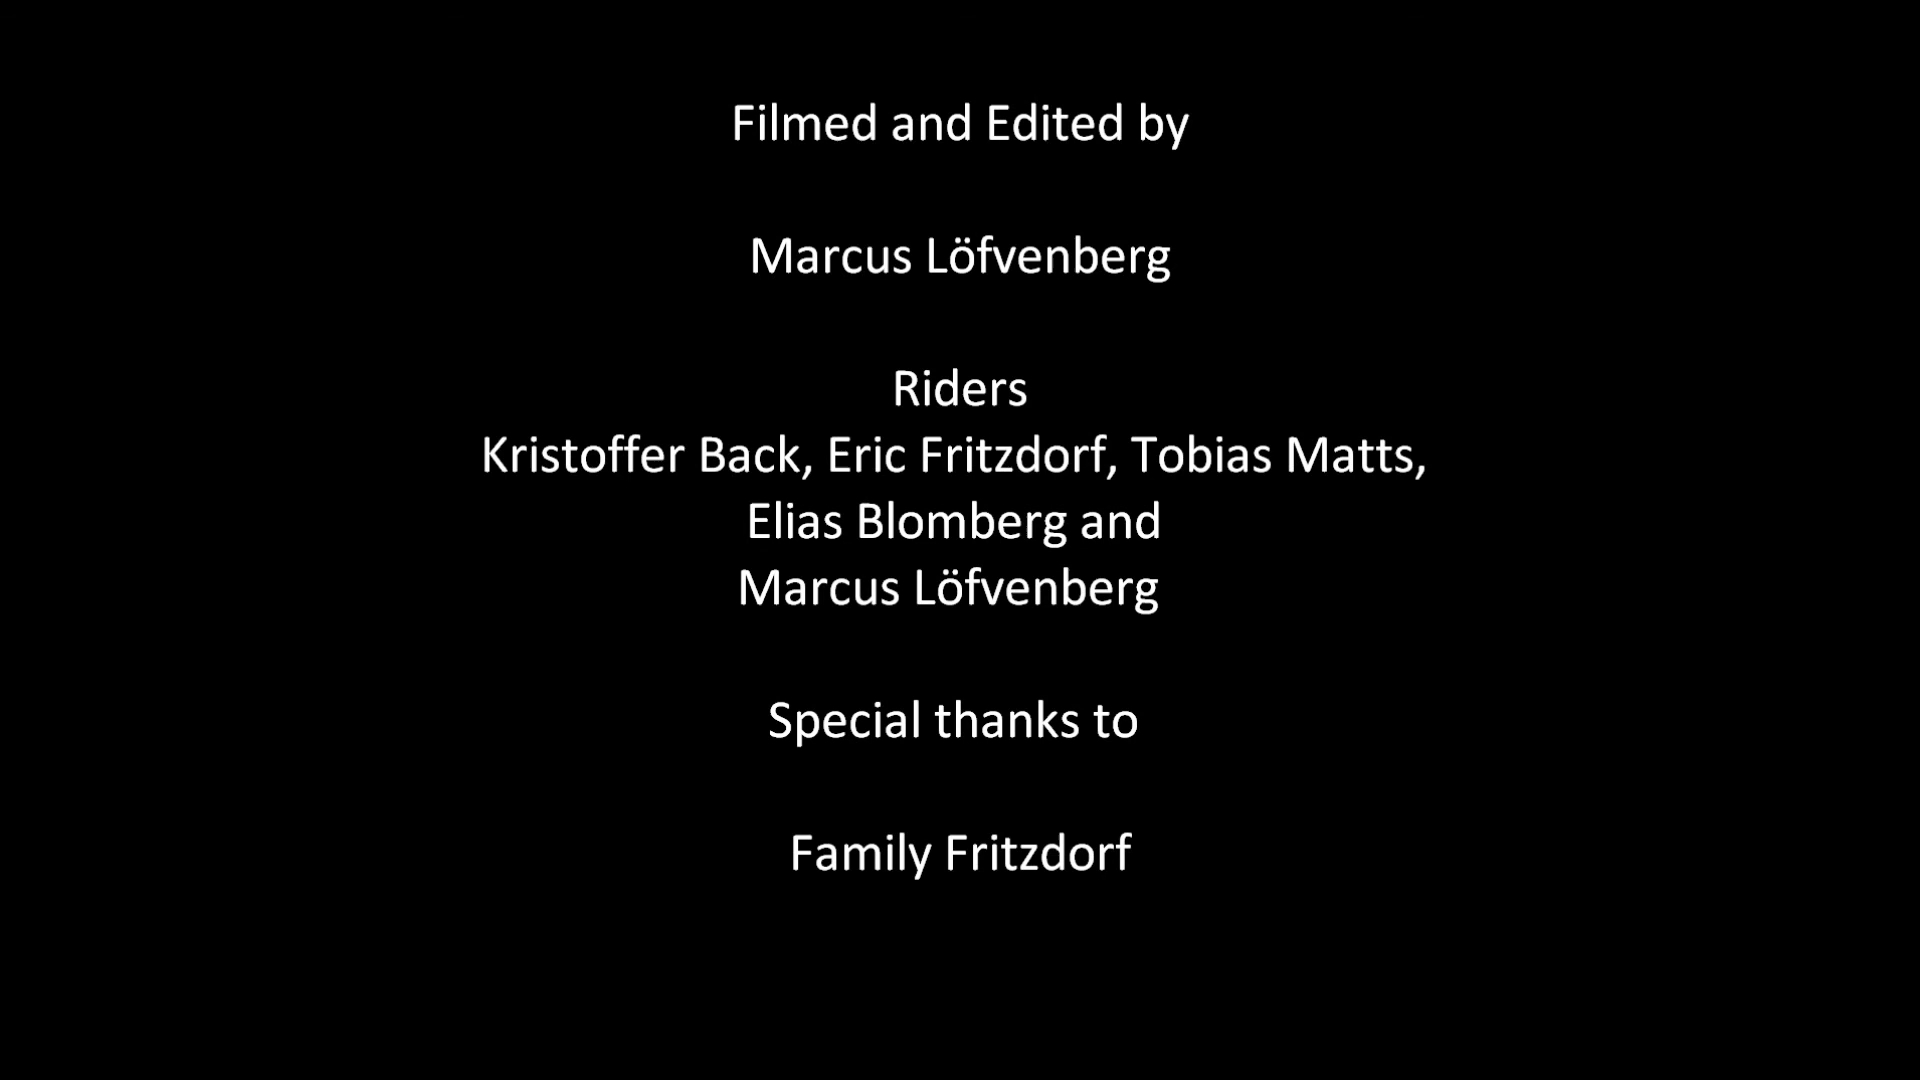 Filmed and Edited by
Marcus Löfvenberg
Riders
Kristoffer Back, Eric Fritzdorf, Tobias Matts,
Elias Blomberg and
Marcus Löfvenberg
Special thanks to
Family Fritzdorf